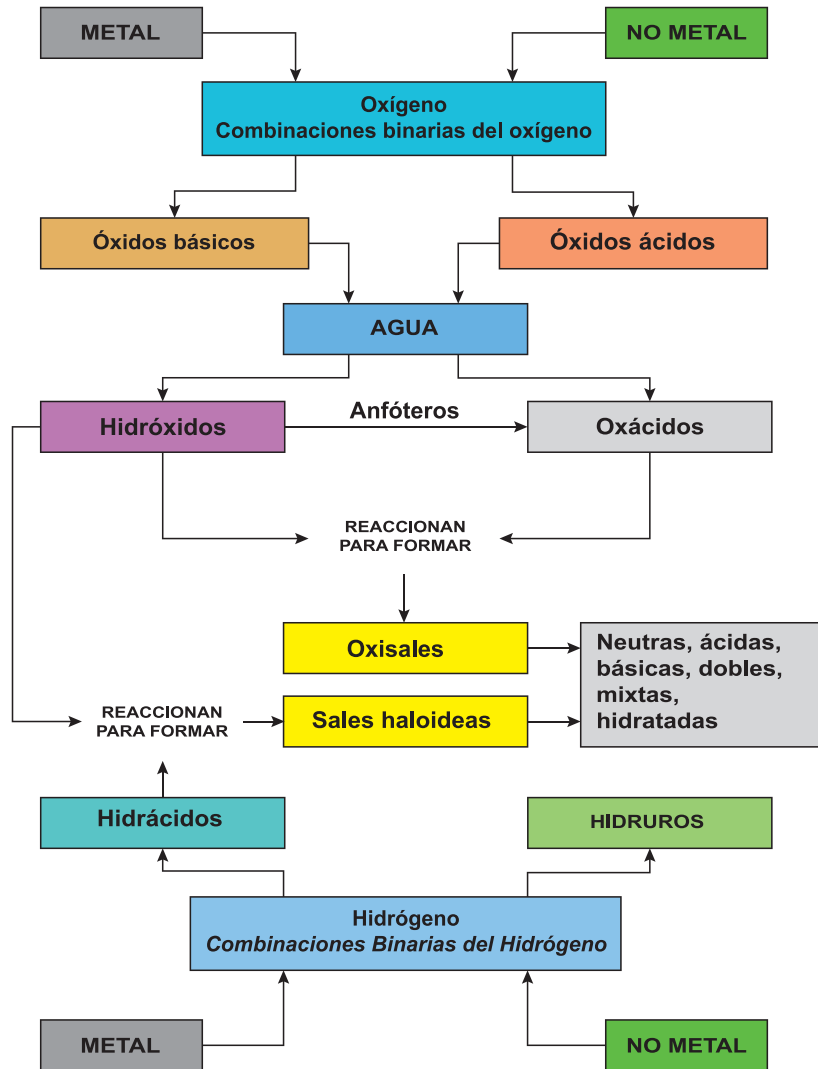 METAL
NO METAL
Oxígeno
Combinaciones binarias del oxígeno
Óxidos básicos
Óxidos ácidos
AGUA
Hidróxidos
Anfóteros
Oxácidos
REACCIONAN
PARA FORMAR
Oxisales
Neutras, ácidas,
básicas, dobles,
mixtas,
hidratadas
REACCIONAN
PARA FORMAR
Sales haloideas
Hidrácidos
HIDRUROS
Hidrógeno
Combinaciones Binarias del Hidrógeno
METAL
NO METAL